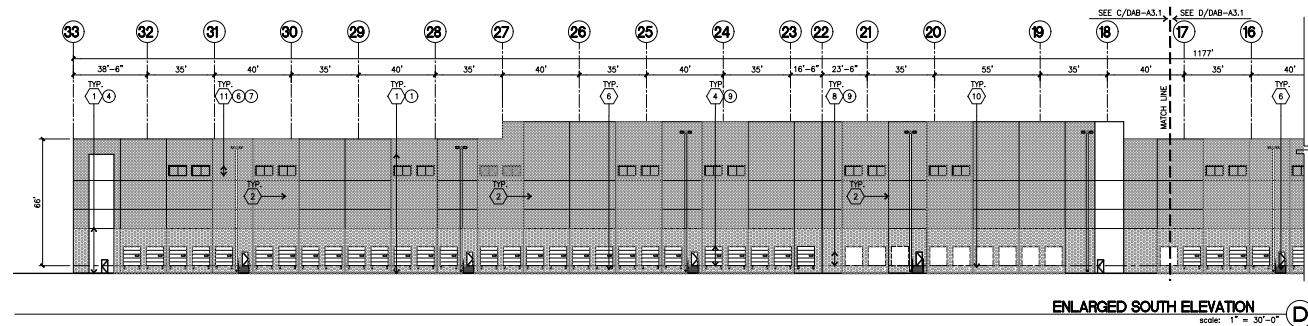 SEE C/DAB-A3.1 SEE D/DAB-A3.1
33 32 31 30 29 28 27 26 25 24 23 22 21 20 19 18 17 16
1177'
38'-6" 35' 40' 35' 40' 35' 40' 35' 40' 35' 16'-6" 23'-6" 35' 55' 35' 40' 35' 40'
TYP. TYP. TYP. TYP. TYP. TYP. TYP. TYP.
1 4 11 6 7 1 1 6 4 9 8 9 10 6
MATCH LINE
TYP. TYP. TYP.
2 2 2
66'
ENLARGED SOUTH ELEVATION D
scale: 1" = 30'-0"